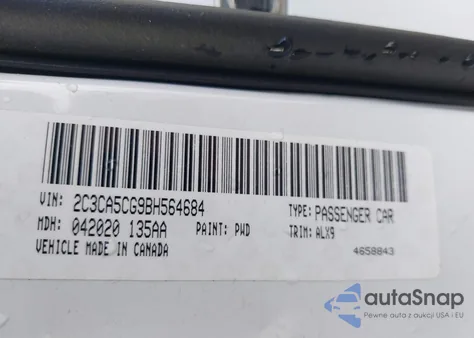 VIN: 2C3CA5CG9BH564684 TYPE: PASSENGER CAR
MDH: 042020 135AA PAINT: PWD TRIM: ALX9
VEHICLE MADE IN CANADA 4658843
autoSnap
Pewne auta z aukcji USA i EU